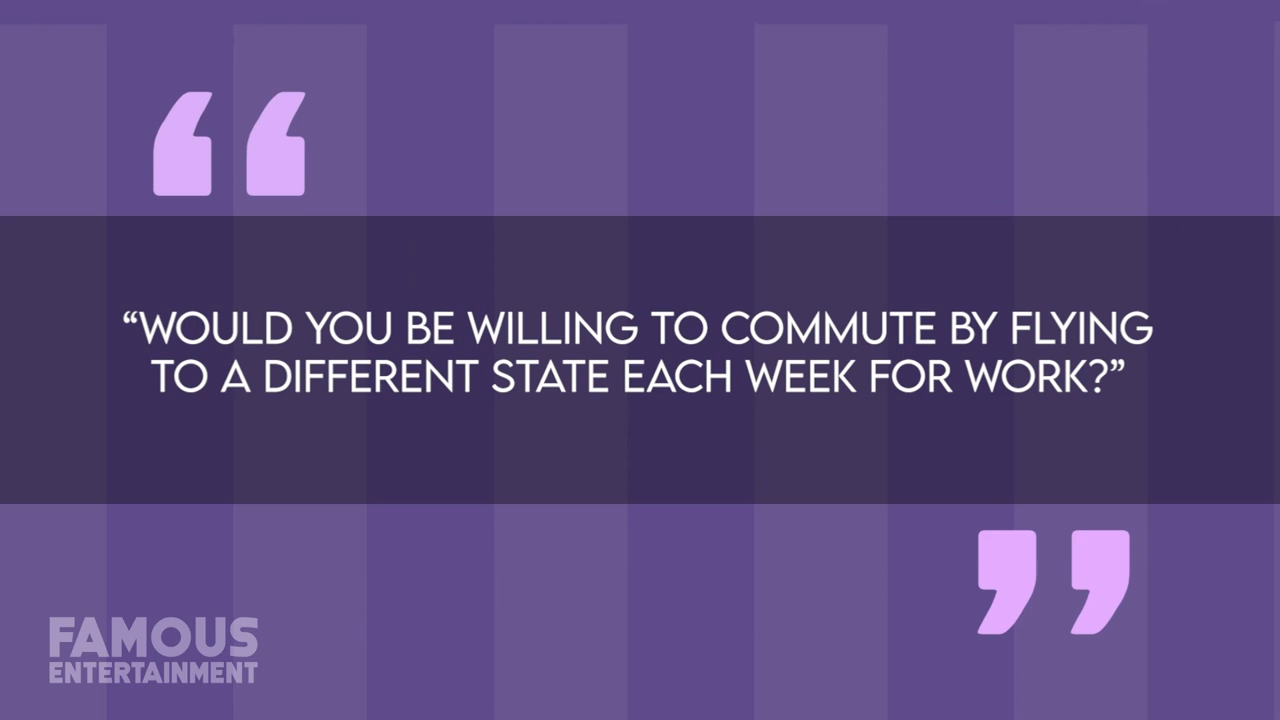 “WOULD YOU BE WILLING TO COMMUTE BY FLYING
TO A DIFFERENT STATE EACH WEEK FOR WORK?”
FAMOUS
ENTERTAINMENT